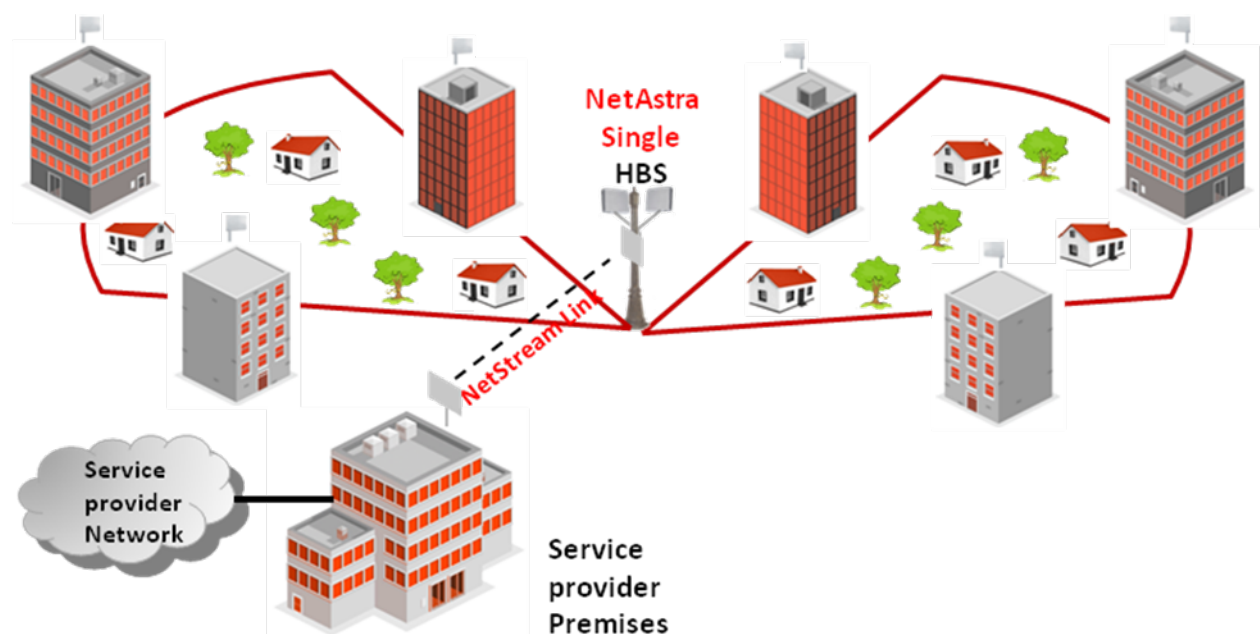 NetAstra
Single
HBS
NetStream Link
Service
provider
Network
Service
provider
Premises